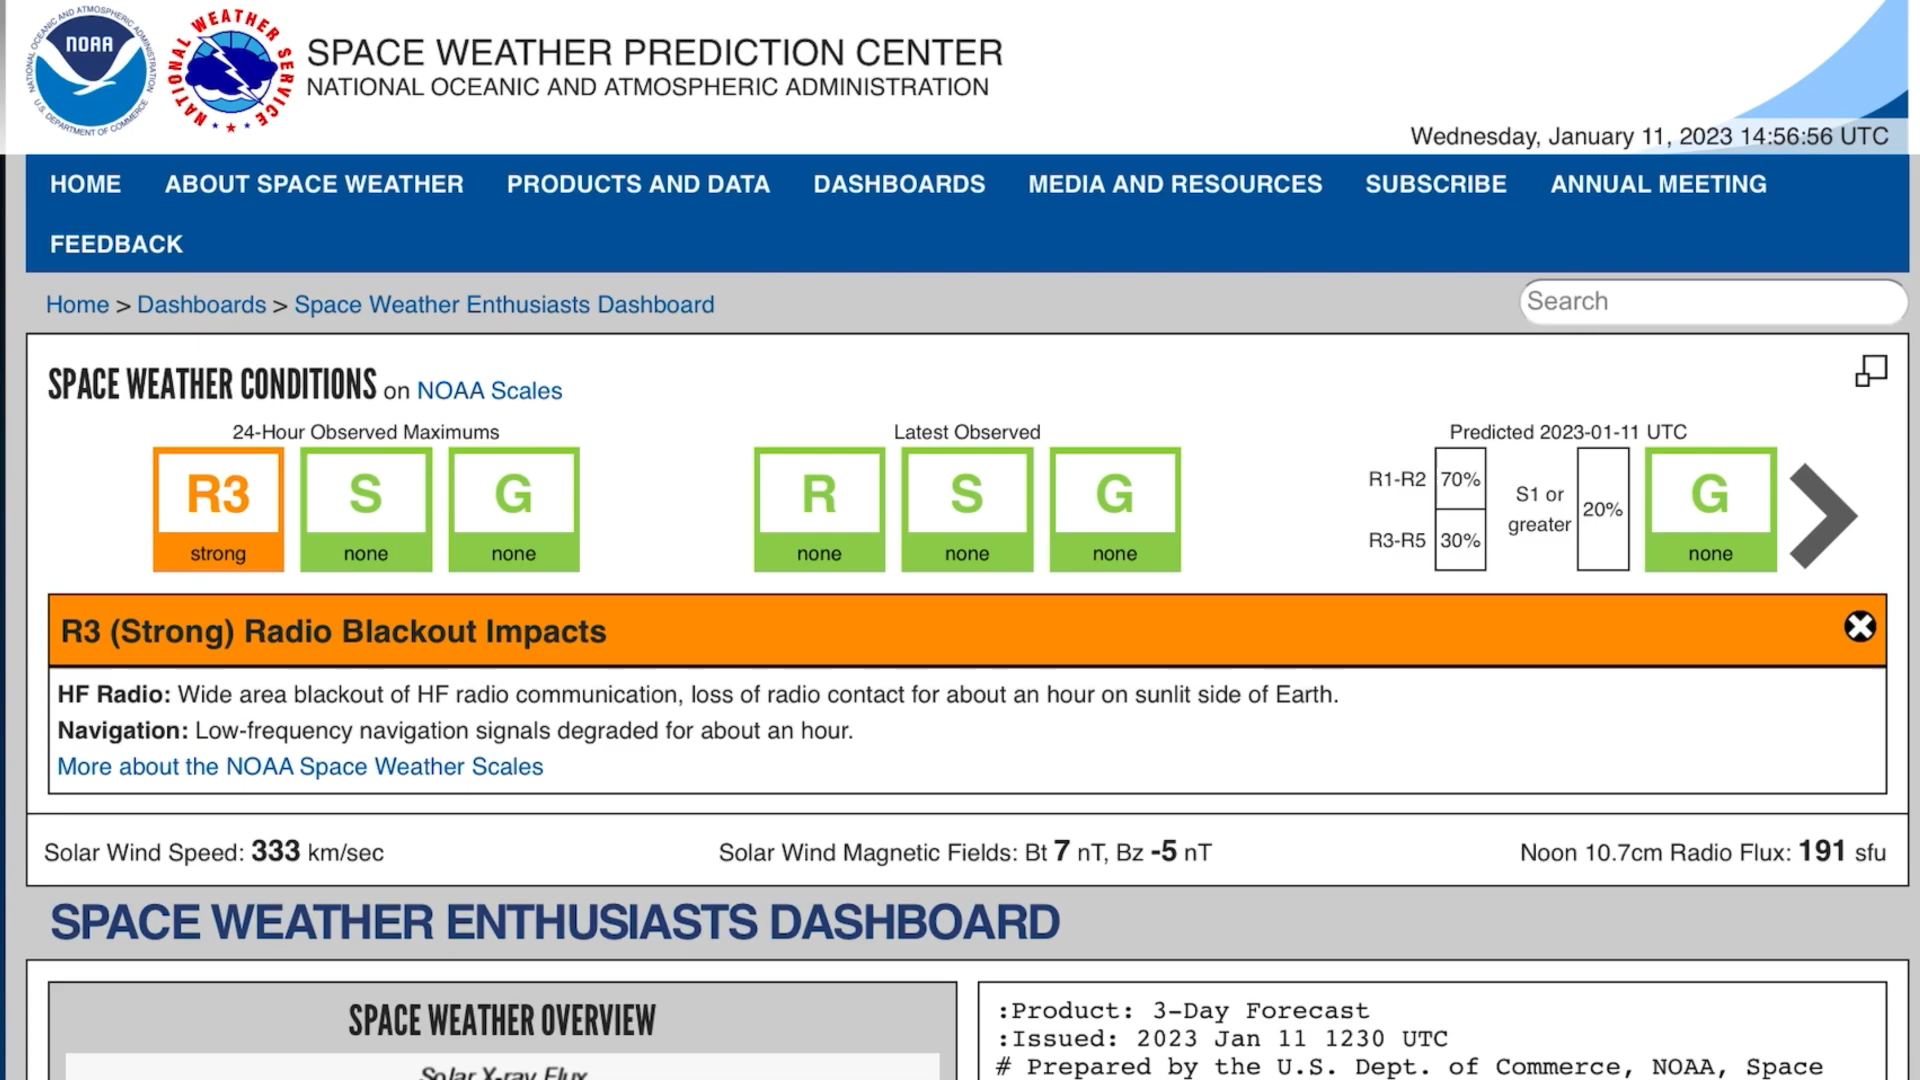 NOAA
NATIONAL OCEANIC AND ATMOSPHERIC ADMINISTRATION
U.S. DEPARTMENT OF COMMERCE
NATIONAL WEATHER SERVICE
SPACE WEATHER PREDICTION CENTER
NATIONAL OCEANIC AND ATMOSPHERIC ADMINISTRATION
Wednesday, January 11, 2023 14:56:56 UTC
HOME ABOUT SPACE WEATHER PRODUCTS AND DATA DASHBOARDS MEDIA AND RESOURCES SUBSCRIBE ANNUAL MEETING
FEEDBACK
Home > Dashboards > Space Weather Enthusiasts Dashboard
Search
SPACE WEATHER CONDITIONS on NOAA Scales
24-Hour Observed Maximums
R3 S G
strong none none
Latest Observed
R S G
none none none
Predicted 2023-01-11 UTC
R1-R2 70%
R3-R5 30%
S1 or
greater
20%
G
none
R3 (Strong) Radio Blackout Impacts
HF Radio: Wide area blackout of HF radio communication, loss of radio contact for about an hour on sunlit side of Earth.
Navigation: Low-frequency navigation signals degraded for about an hour.
More about the NOAA Space Weather Scales
Solar Wind Speed: 333 km/sec
Solar Wind Magnetic Fields: Bt 7 nT, Bz -5 nT
Noon 10.7cm Radio Flux: 191 sfu
SPACE WEATHER ENTHUSIASTS DASHBOARD
SPACE WEATHER OVERVIEW
Solar X-ray Flux
:Product: 3-Day Forecast
:Issued: 2023 Jan 11 1230 UTC
# Prepared by the U.S. Dept. of Commerce, NOAA, Space